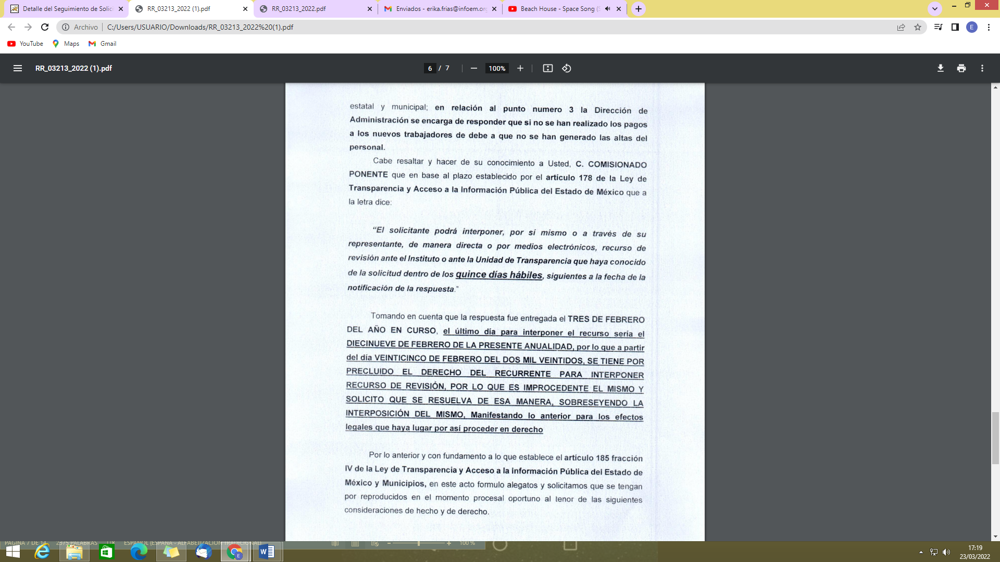 Detalle del Seguimiento de Solici
RR_03213_2022 (1).pdf
RR_03213_2022.pdf
Enviados - erika.frias@infoem.org
Beach House - Space Song (S
Archivo
C:/Users/USUARIO/Downloads/RR_03213_2022%20(1).pdf
E
YouTube
Maps
Gmail
RR_03213_2022 (1).pdf
6 / 7
100%
estatal y municipal; en relación al punto numero 3 la Dirección de
Administración se encarga de responder que si no se han realizado los pagos
a los nuevos trabajadores de debe a que no se han generado las altas del
personal.
Cabe resaltar y hacer de su conocimiento a Usted, C. COMISIONADO
PONENTE que en base al plazo establecido por el artículo 178 de la Ley de
Transparencia y Acceso a la Información Pública del Estado de México que a
la letra dice:
“El solicitante podrá interponer, por sí mismo o a través de su
representante, de manera directa o por medios electrónicos, recurso de
revisión ante el Instituto o ante la Unidad de Transparencia que haya conocido
de la solicitud dentro de los quince días hábiles, siguientes a la fecha de la
notificación de la respuesta."
Tomando en cuenta que la respuesta fue entregada el TRES DE FEBRERO
DEL AÑO EN CURSO, el último día para interponer el recurso sería el
DIECINUEVE DE FEBRERO DE LA PRESENTE ANUALIDAD, por lo que a partir
del día VEINTICINCO DE FEBRERO DEL DOS MIL VEINTIDOS, SE TIENE POR
PRECLUIDO EL DERECHO DEL RECURRENTE PARA INTERPONER
RECURSO DE REVISIÓN, POR LO QUE ES IMPROCEDENTE EL MISMO Y
SOLICITO QUE SE RESUELVA DE ESA MANERA, SOBRESEYENDO LA
INTERPOSICIÓN DEL MISMO, Manifestando lo anterior para los efectos
legales que haya lugar por así proceder en derecho
Por lo anterior y con fundamento a lo que establece el artículo 185 fracción
IV de la Ley de Transparencia y Acceso a la Información Pública del Estado de
México y Municipios, en este acto formulo alegatos y solicitamos que se tengan
por reproducidos en el momento procesal oportuno al tenor de las siguientes
consideraciones de hecho y de derecho.
PÁGINA 7 DE 14 2375 PALABRAS ESPAÑOL (ESPAÑA - ALFABETIZACIÓN TRADICIONAL) 100 %
E
17:19
23/03/2022